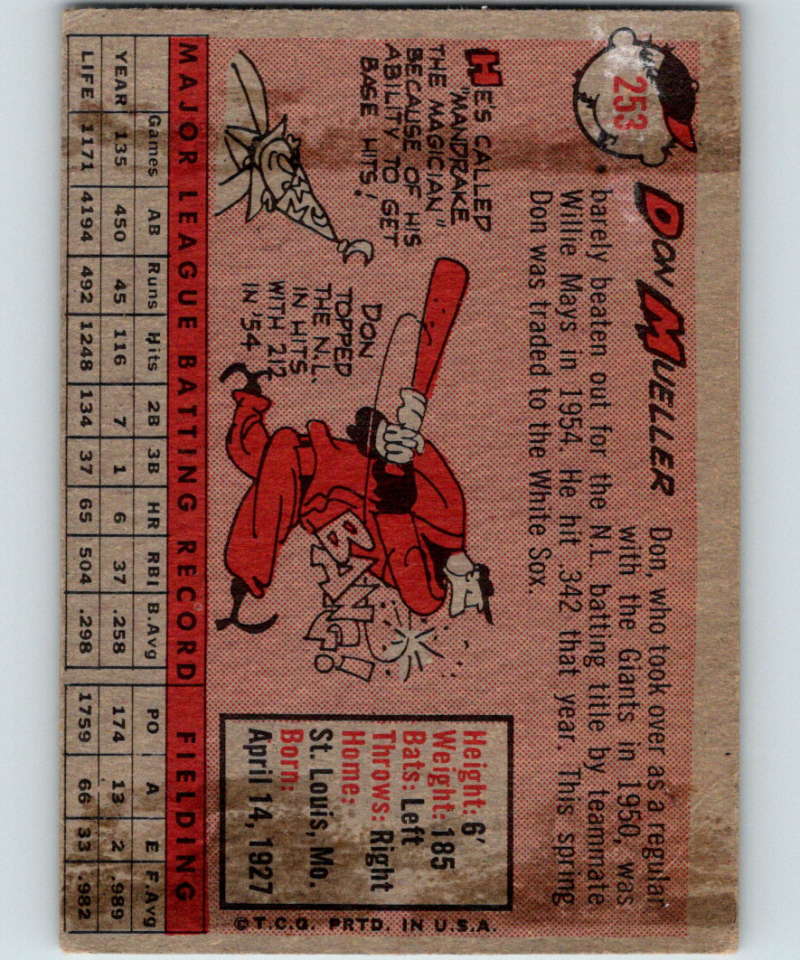 253
DON MUELLER
Don, who took over as a regular
with the Giants in 1950, was
barely beaten out for the N.L. batting title by teammate
Willie Mays in 1954. He hit .342 that year. This spring
Don was traded to the White Sox.
HE'S CALLED
"MANDRAKE
THE MAGICIAN"
BECAUSE OF HIS
ABILITY TO GET
BASE HITS!
DON
TOPPED
THE N.L.
IN HITS
WITH 212
IN '54
BANG!
Height: 6'
Weight: 185
Bats: Left
Throws: Right
Home:
St. Louis, Mo.
Born:
April 14, 1927
©T.C.G. PRTD. IN U.S.A.
MAJOR LEAGUE BATTING RECORD FIELDING
Games AB Runs Hits 2B 3B HR RBI B.Avg PO A E F.Avg
YEAR 135 450 45 116 7 1 6 37 .258 174 13 2 .989
LIFE 1171 4194 492 1248 134 37 65 504 .298 1759 66 33 .982